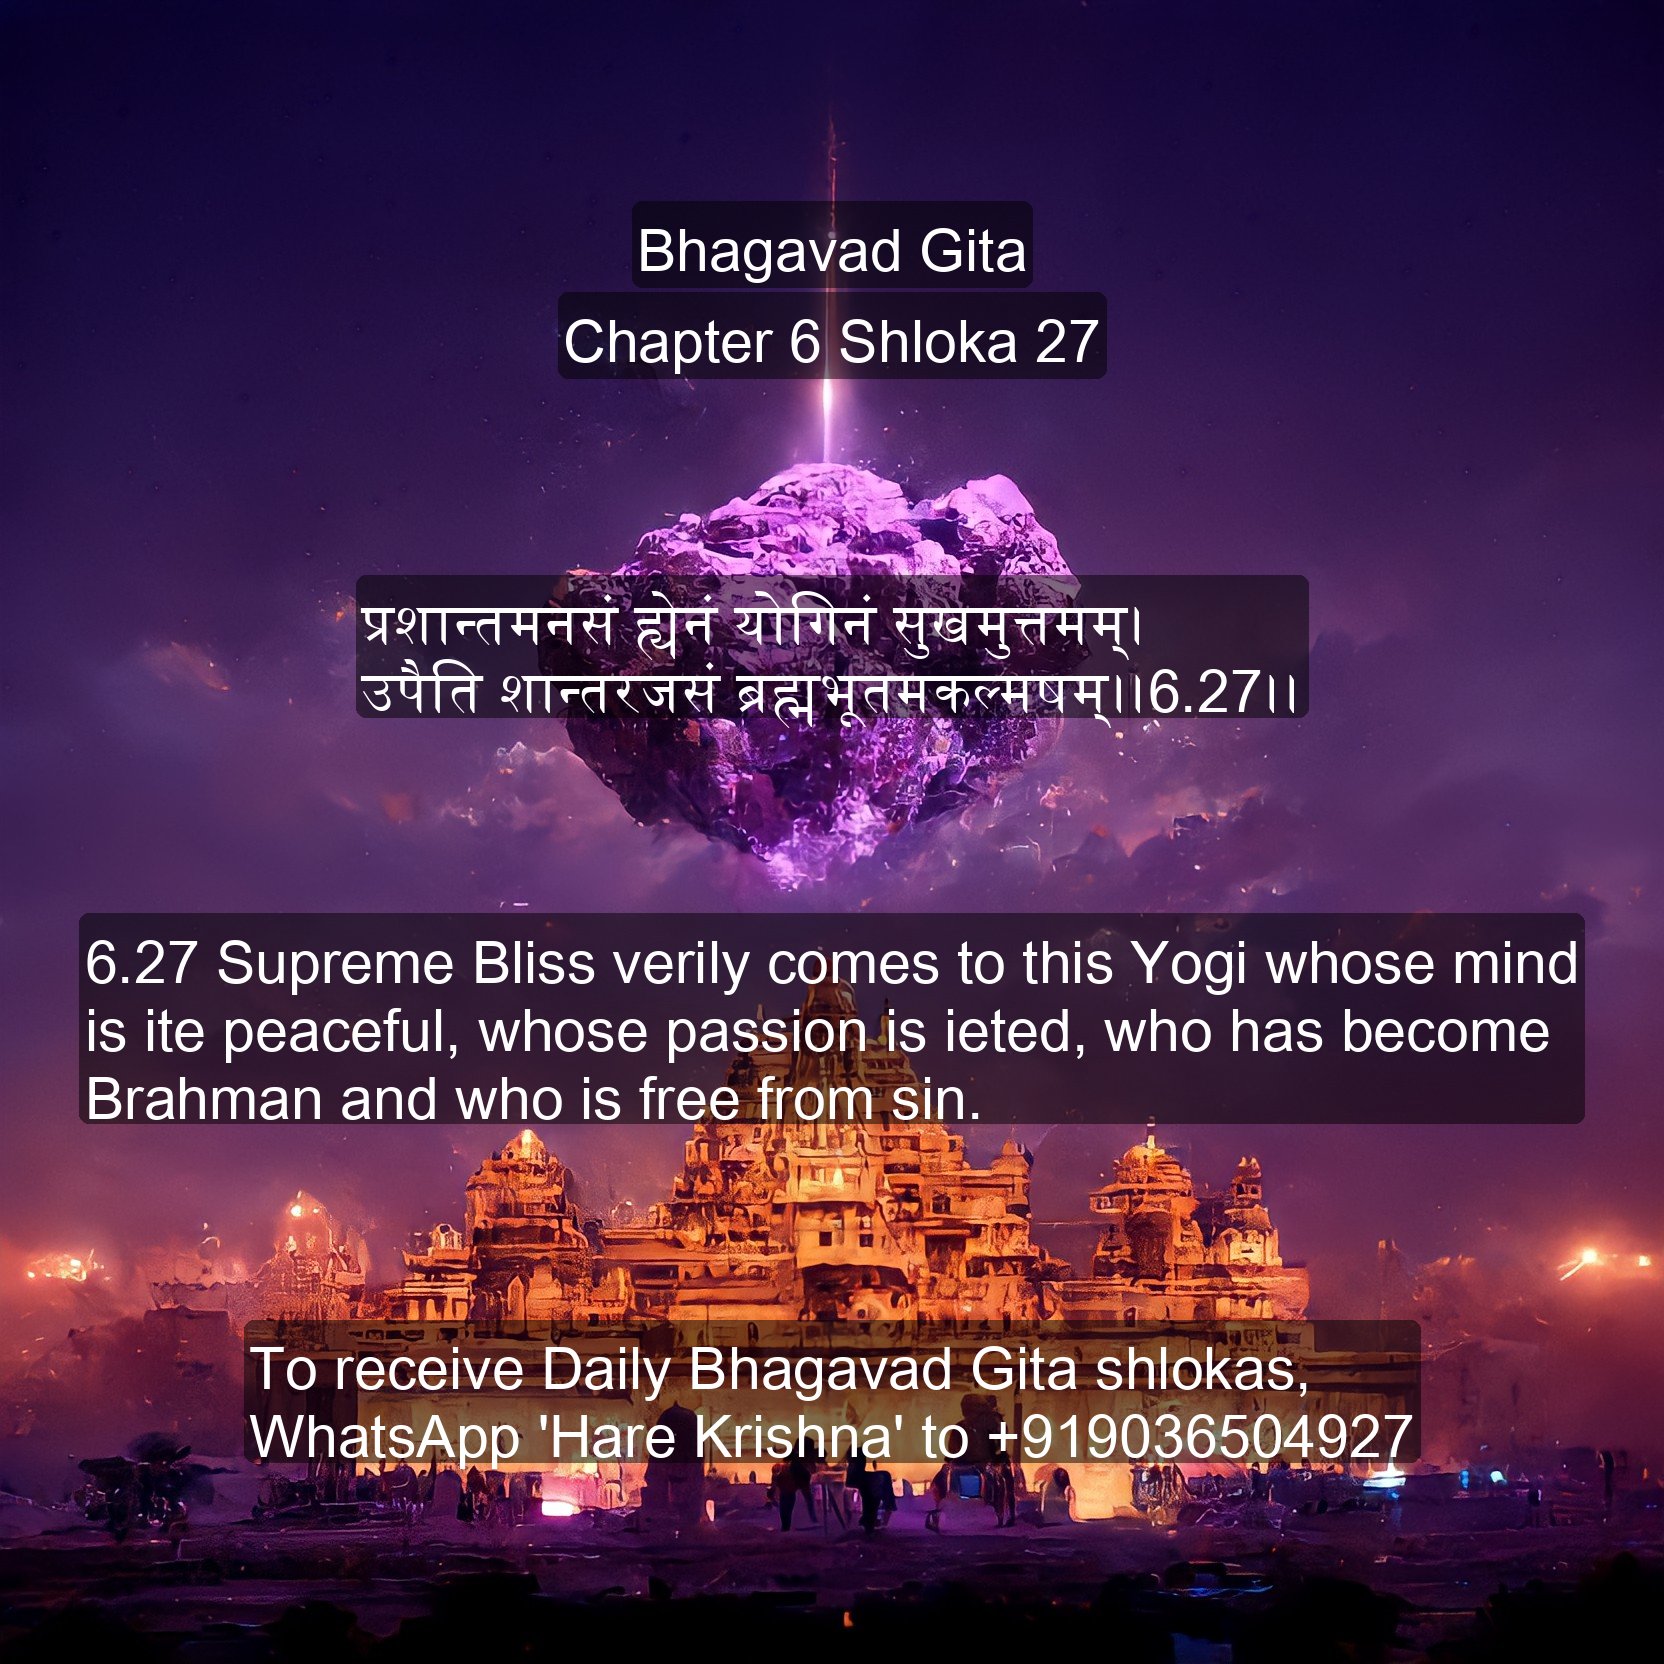 Bhagavad Gita
Chapter 6 Shloka 27
प्रशान्तमनसं ह्येनं योगिनं सुखमुत्तमम्।
उपैति शान्तरजसं ब्रह्मभूतमकल्मषम्।।6.27।।
6.27 Supreme Bliss verily comes to this Yogi whose mind
is ite peaceful, whose passion is ieted, who has become
Brahman and who is free from sin.
To receive Daily Bhagavad Gita shlokas,
WhatsApp 'Hare Krishna' to +919036504927